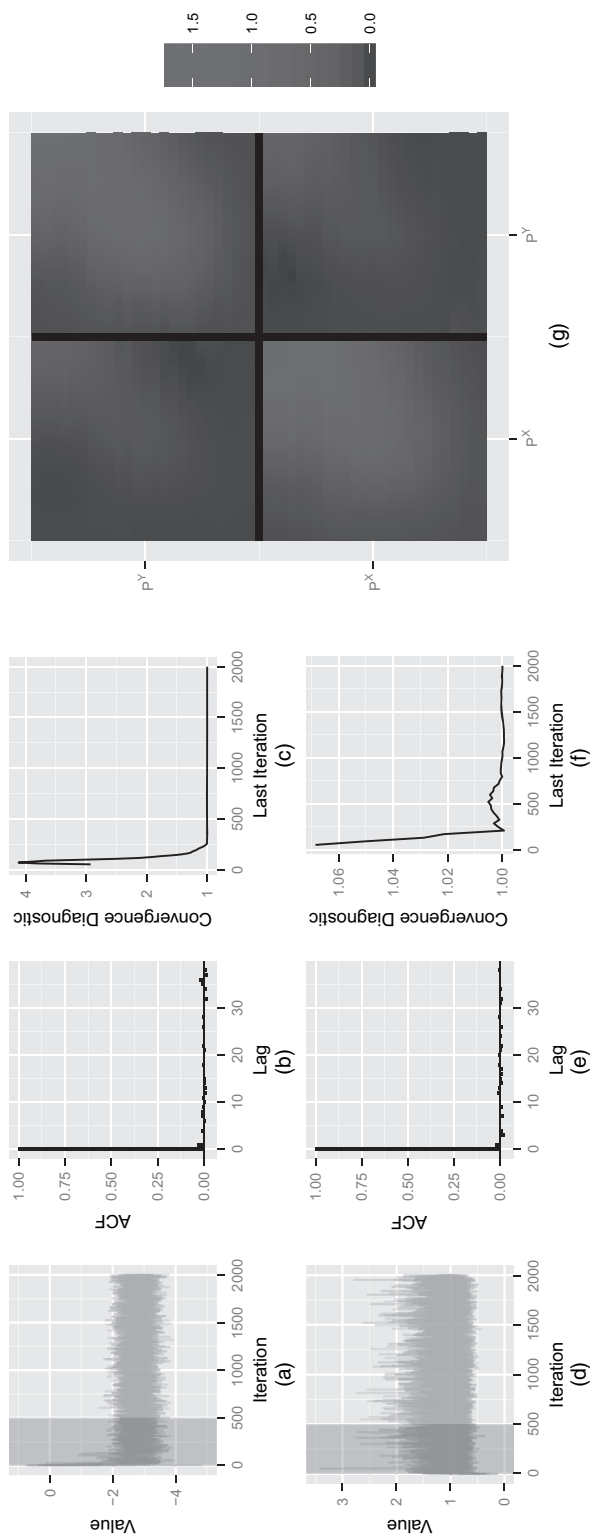 Value
0
−2
−4
0
500
1000
1500
2000
Iteration
(a)
ACF
1.00
0.75
0.50
0.25
0.00
0
10
20
30
Lag
(b)
Convergence Diagnostic
4
3
2
1
0
500
1000
1500
2000
Last Iteration
(c)
Value
3
2
1
0
0
500
1000
1500
2000
Iteration
(d)
ACF
1.00
0.75
0.50
0.25
0.00
0
10
20
30
Lag
(e)
Convergence Diagnostic
1.06
1.04
1.02
1.00
0
500
1000
1500
2000
Last Iteration
(f)
P^Y
P^X
P^X
P^Y
(g)
1.5
1.0
0.5
0.0